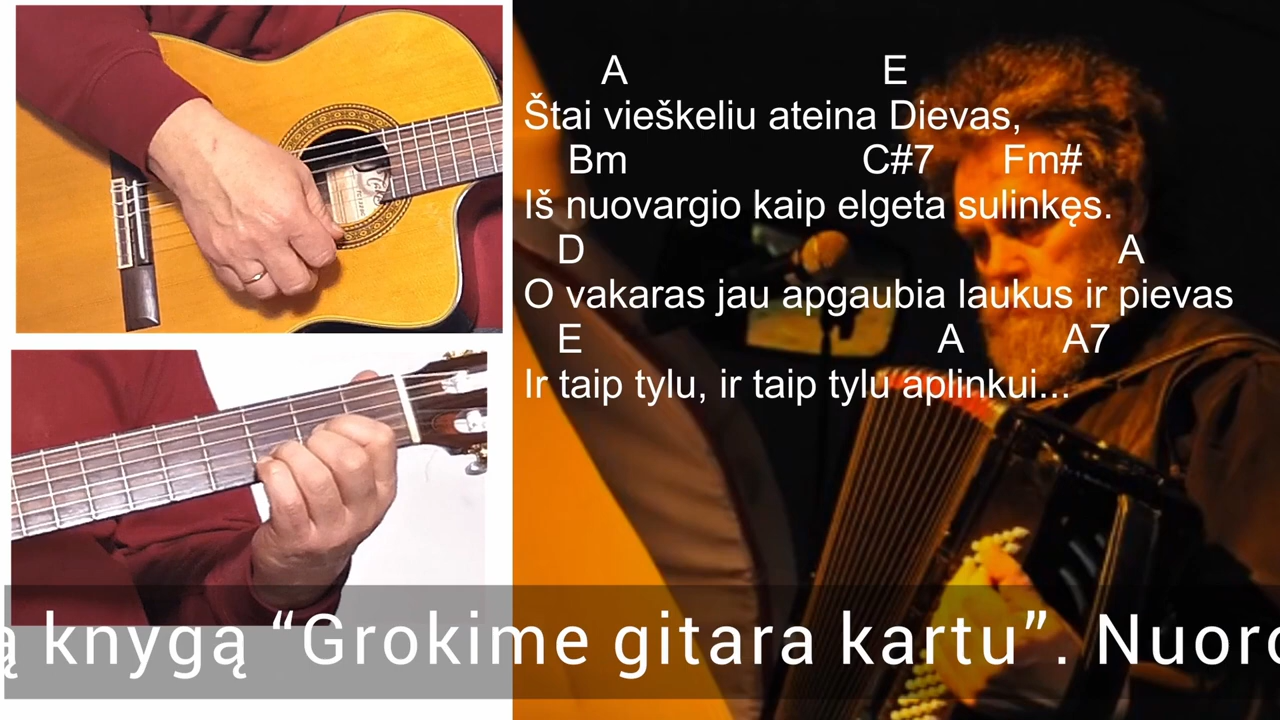 A E
Štai vieškeliu ateina Dievas,
Bm C#7 Fm#
Iš nuovargio kaip elgeta sulinkęs.
D A
O vakaras jau apgaubia laukus ir pievas
E A A7
Ir taip tylu, ir taip tylu aplinkui...
knygą “Grokime gitara kartu”.